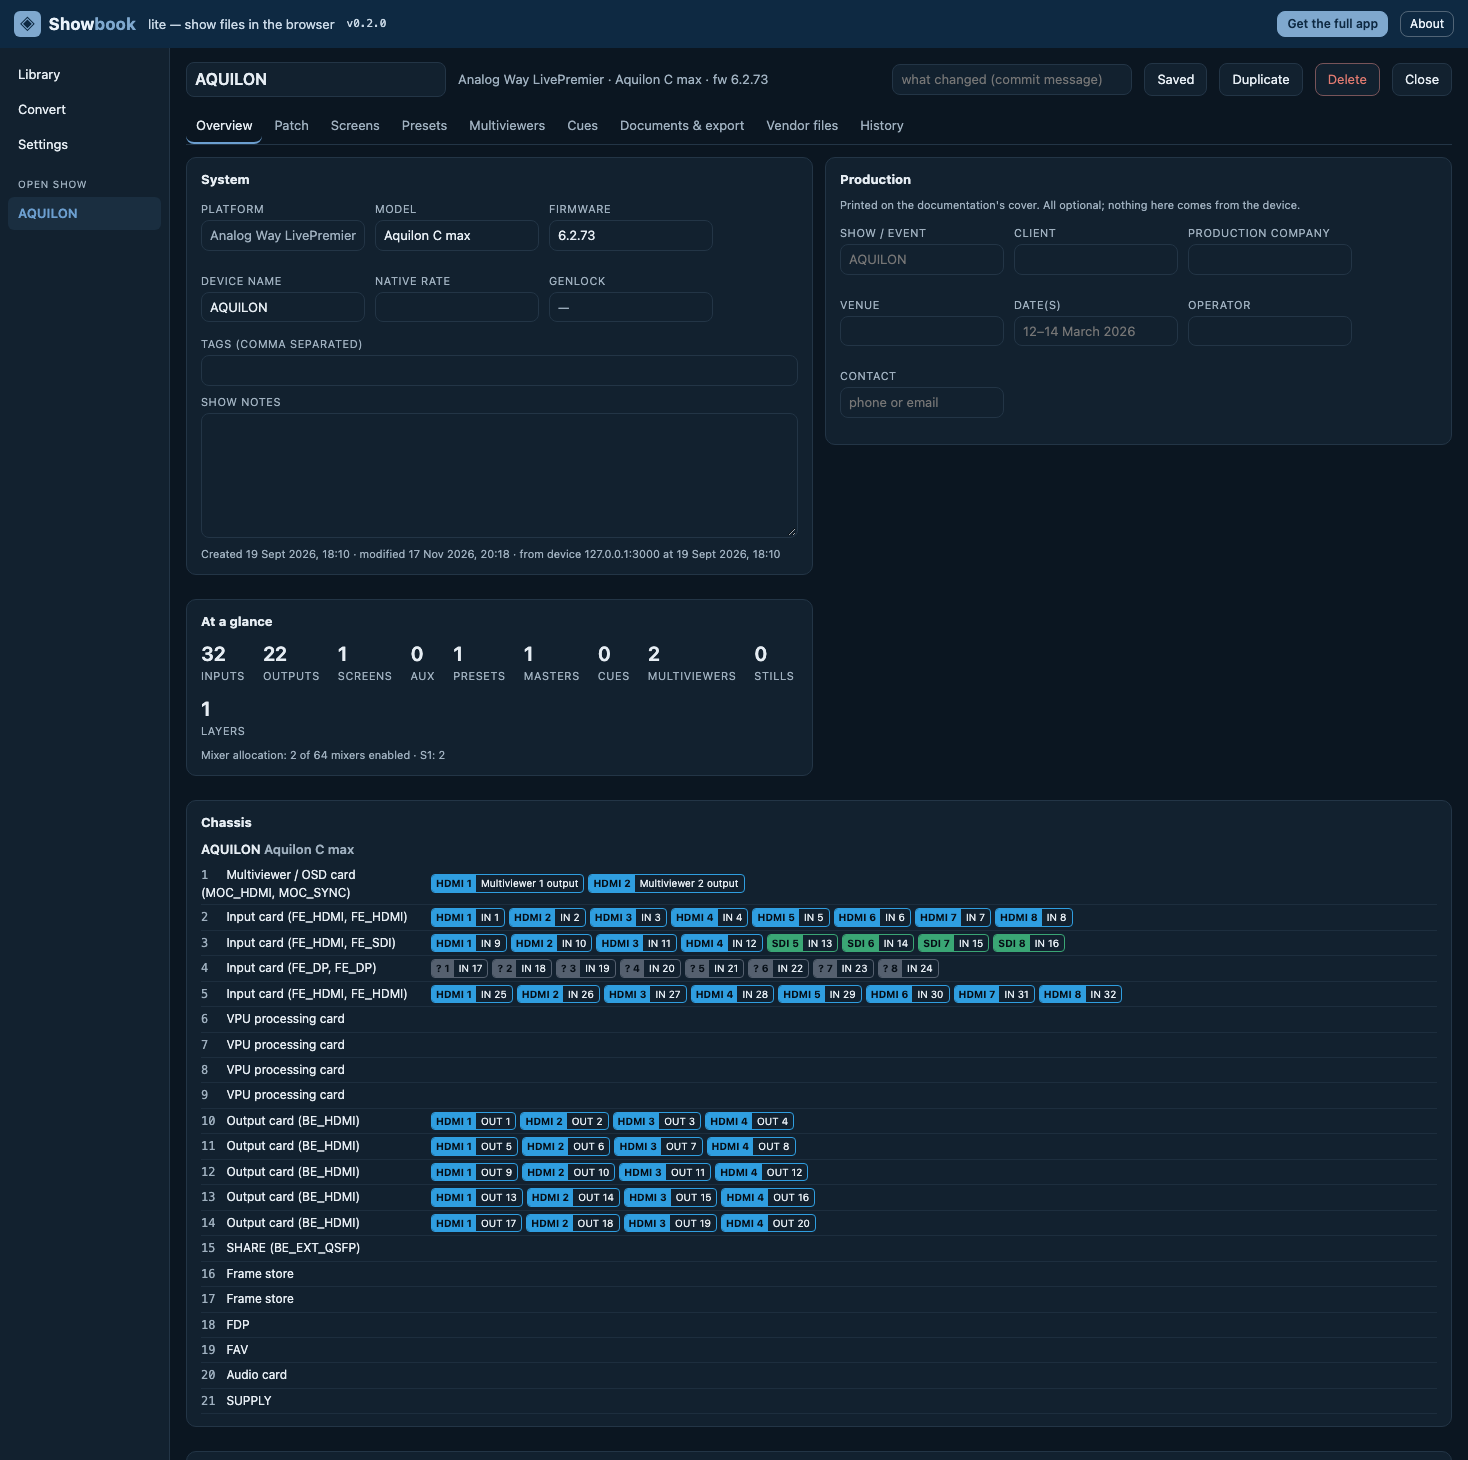 Showbook lite — show files in the browser v0.2.0 Get the full app About
Library
Convert
Settings
OPEN SHOW
AQUILON
AQUILON Analog Way LivePremier · Aquilon C max · fw 6.2.73 what changed (commit message) Saved Duplicate Delete Close
Overview Patch Screens Presets Multiviewers Cues Documents & export Vendor files History
System
PLATFORM MODEL FIRMWARE
Analog Way LivePremier Aquilon C max 6.2.73
DEVICE NAME NATIVE RATE GENLOCK
AQUILON —
TAGS (COMMA SEPARATED)
SHOW NOTES
Created 19 Sept 2026, 18:10 · modified 17 Nov 2026, 20:18 · from device 127.0.0.1:3000 at 19 Sept 2026, 18:10
Production
Printed on the documentation's cover. All optional; nothing here comes from the device.
SHOW / EVENT CLIENT PRODUCTION COMPANY
AQUILON
VENUE DATE(S) OPERATOR
12–14 March 2026
CONTACT
phone or email
At a glance
32 22 1 0 1 1 0 2 0
INPUTS OUTPUTS SCREENS AUX PRESETS MASTERS CUES MULTIVIEWERS STILLS
1
LAYERS
Mixer allocation: 2 of 64 mixers enabled · S1: 2
Chassis
AQUILON Aquilon C max
1 Multiviewer / OSD card
(MOC_HDMI, MOC_SYNC) HDMI 1 Multiviewer 1 output HDMI 2 Multiviewer 2 output
2 Input card (FE_HDMI, FE_HDMI) HDMI 1 IN 1 HDMI 2 IN 2 HDMI 3 IN 3 HDMI 4 IN 4 HDMI 5 IN 5 HDMI 6 IN 6 HDMI 7 IN 7 HDMI 8 IN 8
3 Input card (FE_HDMI, FE_SDI) HDMI 1 IN 9 HDMI 2 IN 10 HDMI 3 IN 11 HDMI 4 IN 12 SDI 5 IN 13 SDI 6 IN 14 SDI 7 IN 15 SDI 8 IN 16
4 Input card (FE_DP, FE_DP) ? 1 IN 17 ? 2 IN 18 ? 3 IN 19 ? 4 IN 20 ? 5 IN 21 ? 6 IN 22 ? 7 IN 23 ? 8 IN 24
5 Input card (FE_HDMI, FE_HDMI) HDMI 1 IN 25 HDMI 2 IN 26 HDMI 3 IN 27 HDMI 4 IN 28 HDMI 5 IN 29 HDMI 6 IN 30 HDMI 7 IN 31 HDMI 8 IN 32
6 VPU processing card
7 VPU processing card
8 VPU processing card
9 VPU processing card
10 Output card (BE_HDMI) HDMI 1 OUT 1 HDMI 2 OUT 2 HDMI 3 OUT 3 HDMI 4 OUT 4
11 Output card (BE_HDMI) HDMI 1 OUT 5 HDMI 2 OUT 6 HDMI 3 OUT 7 HDMI 4 OUT 8
12 Output card (BE_HDMI) HDMI 1 OUT 9 HDMI 2 OUT 10 HDMI 3 OUT 11 HDMI 4 OUT 12
13 Output card (BE_HDMI) HDMI 1 OUT 13 HDMI 2 OUT 14 HDMI 3 OUT 15 HDMI 4 OUT 16
14 Output card (BE_HDMI) HDMI 1 OUT 17 HDMI 2 OUT 18 HDMI 3 OUT 19 HDMI 4 OUT 20
15 SHARE (BE_EXT_QSFP)
16 Frame store
17 Frame store
18 FDP
19 FAV
20 Audio card
21 SUPPLY